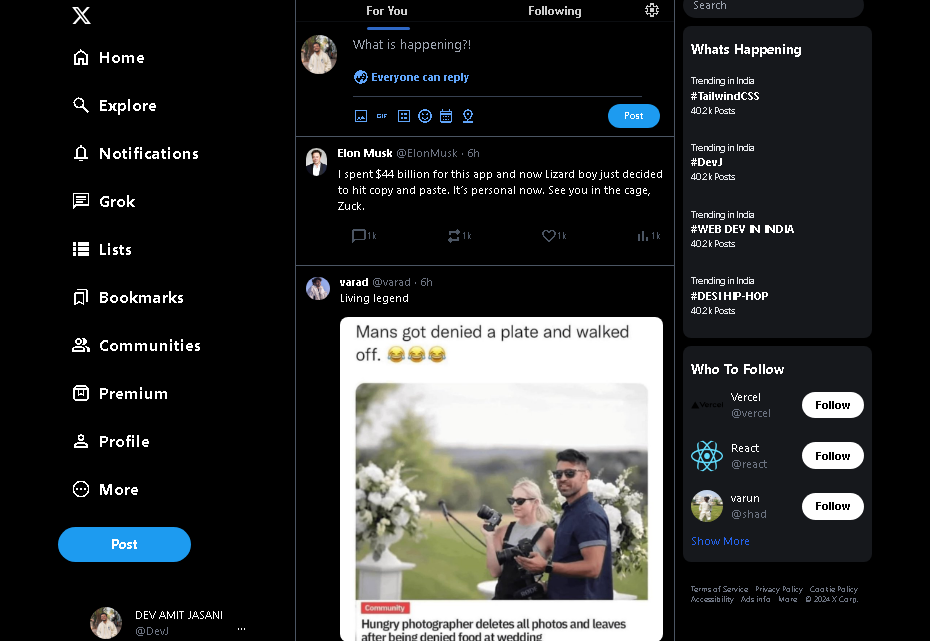 Home
Explore
Notifications
Grok
Lists
Bookmarks
Communities
Premium
Profile
More
Post
DEV AMIT JASANI
@DevJ
...
For You
Following
What is happening?!
Everyone can reply
GIF
Post
Elon Musk @ElonMusk · 6h
I spent $44 billion for this app and now Lizard boy just decided
to hit copy and paste. It's personal now. See you in the cage,
Zuck.
1k
1k
1k
1k
varad @varad · 6h
Living legend
Mans got denied a plate and walked
off. 😂😂😂
Community
Hungry photographer deletes all photos and leaves
after being denied food at wedding
Search
Whats Happening
Trending in India
#TailwindCSS
40.2k Posts
Trending in India
#DevJ
40.2k Posts
Trending in India
#WEB DEV IN INDIA
40.2k Posts
Trending in India
#DESI HIP-HOP
40.2k Posts
Who To Follow
Vercel
Vercel
@vercel
Follow
React
@react
Follow
varun
@shad
Follow
Show More
Terms of Service Privacy Policy Cookie Policy
Accessibility Ads info More © 2024 X Corp.